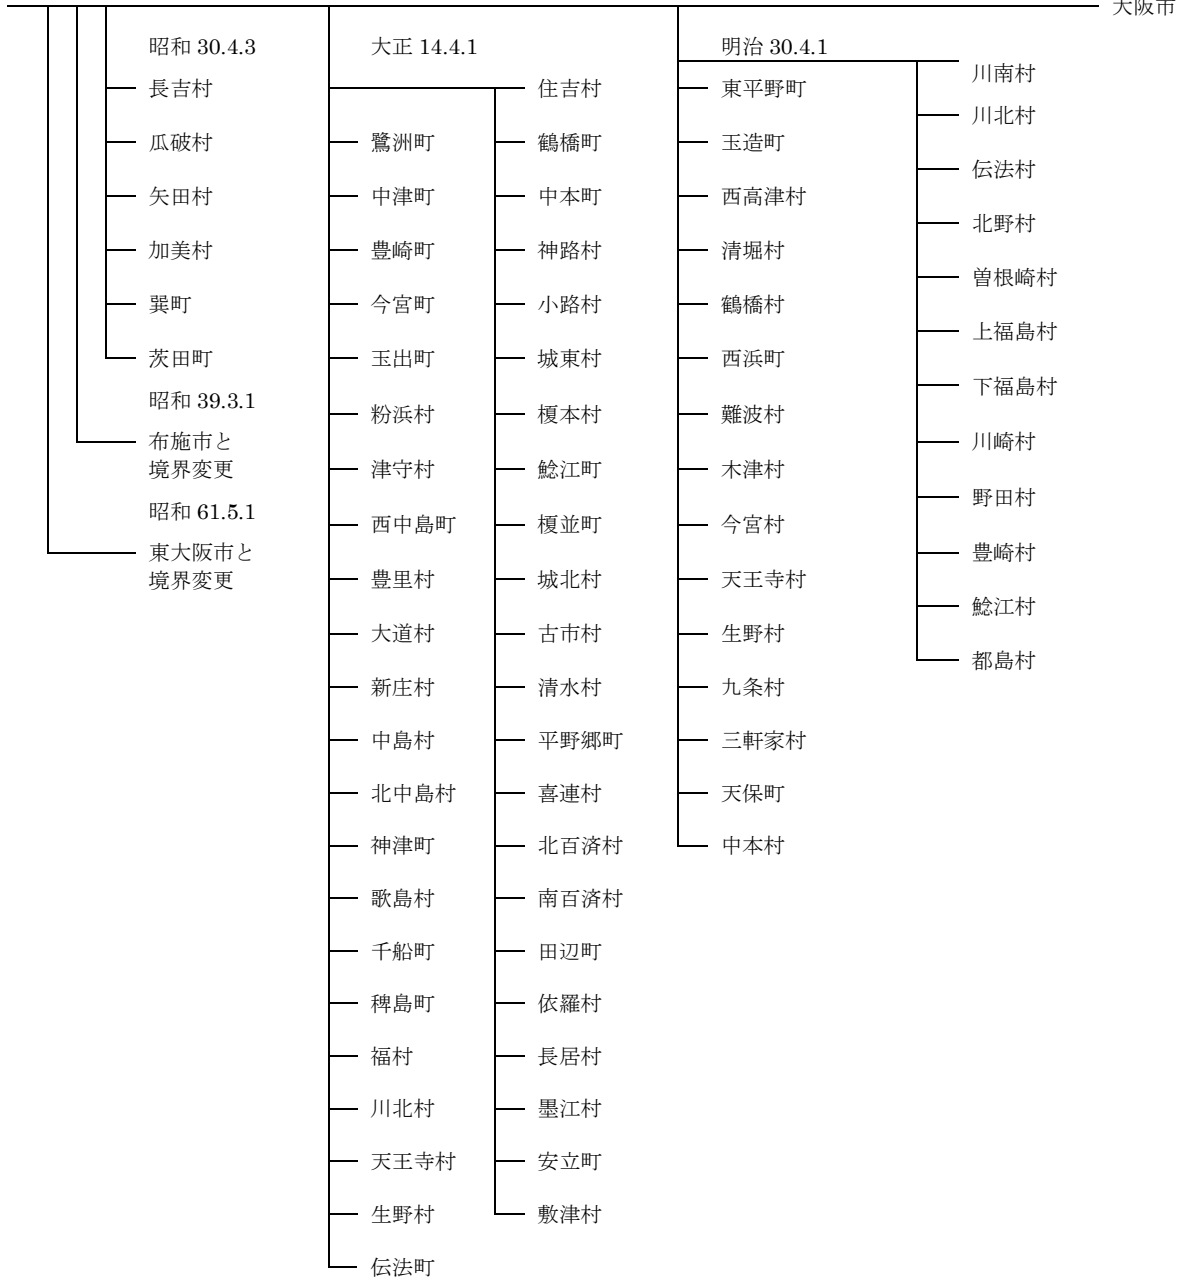 大阪市
昭和 30.4.3
長吉村
瓜破村
矢田村
加美村
巽町
茨田町
昭和 39.3.1
布施市と
境界変更
昭和 61.5.1
東大阪市と
境界変更
大正 14.4.1
鷺洲町
中津町
豊崎町
今宮町
玉出町
粉浜村
津守村
西中島町
豊里村
大道村
新庄村
中島村
北中島村
神津町
歌島村
千船町
稗島町
福村
川北村
天王寺村
生野村
伝法町
住吉村
鶴橋町
中本町
神路村
小路村
城東村
榎本村
鯰江町
榎並町
城北村
古市村
清水村
平野郷町
喜連村
北百済村
南百済村
田辺町
依羅村
長居村
墨江村
安立町
敷津村
明治 30.4.1
東平野町
玉造町
西高津村
清堀村
鶴橋村
西浜町
難波村
木津村
今宮村
天王寺村
生野村
九条村
三軒家村
天保町
中本村
川南村
川北村
伝法村
北野村
曽根崎村
上福島村
下福島村
川崎村
野田村
豊崎村
鯰江村
都島村